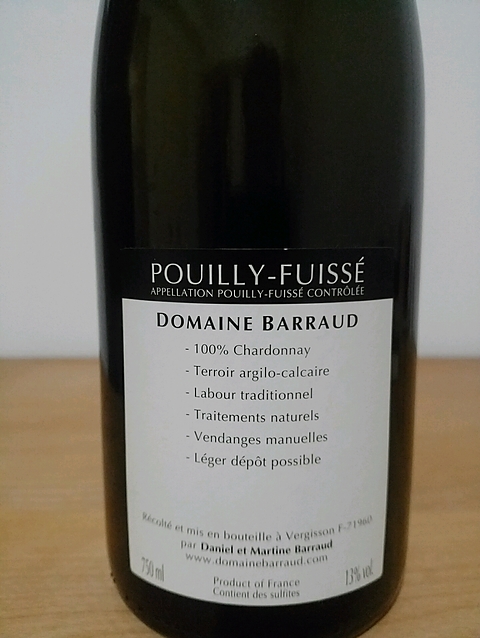 POUILLY-FUISSÉ
APPELLATION POUILLY-FUISSÉ CONTRÔLÉE
DOMAINE BARRAUD
- 100% Chardonnay
- Terroir argilo-calcaire
- Labour traditionnel
- Traitements naturels
- Vendanges manuelles
- Léger dépôt possible
Récolté et mis en bouteille à Vergisson F-71960
par Daniel et Martine Barraud
www.domainebarraud.com
750 ml
13% vol
Product of France
Contient des sulfites